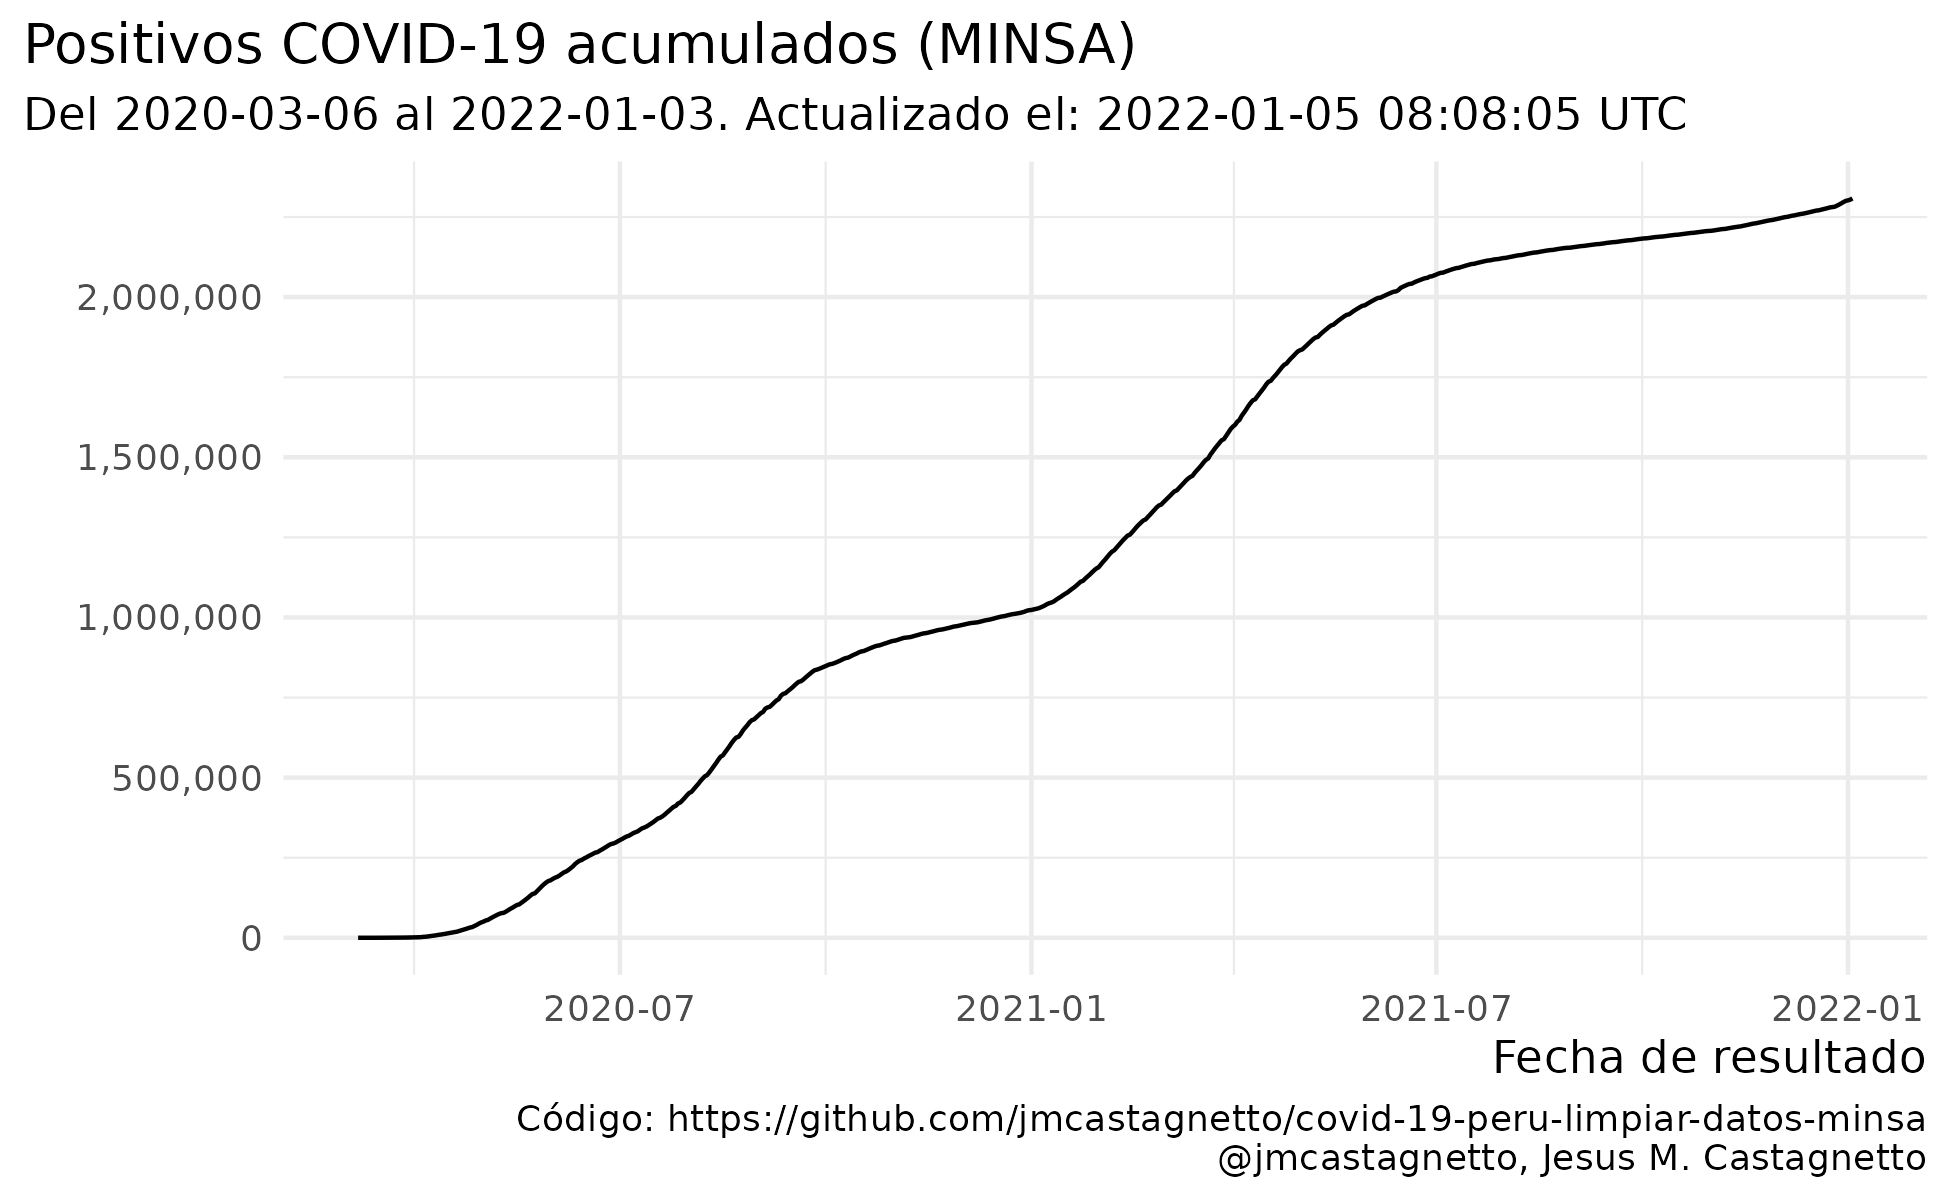 Positivos COVID-19 acumulados (MINSA)
Del 2020-03-06 al 2022-01-03. Actualizado el: 2022-01-05 08:08:05 UTC
2,000,000
1,500,000
1,000,000
500,000
0
2020-07 2021-01 2021-07 2022-01
Fecha de resultado
Código: https://github.com/jmcastagnetto/covid-19-peru-limpiar-datos-minsa
@jmcastagnetto, Jesus M. Castagnetto